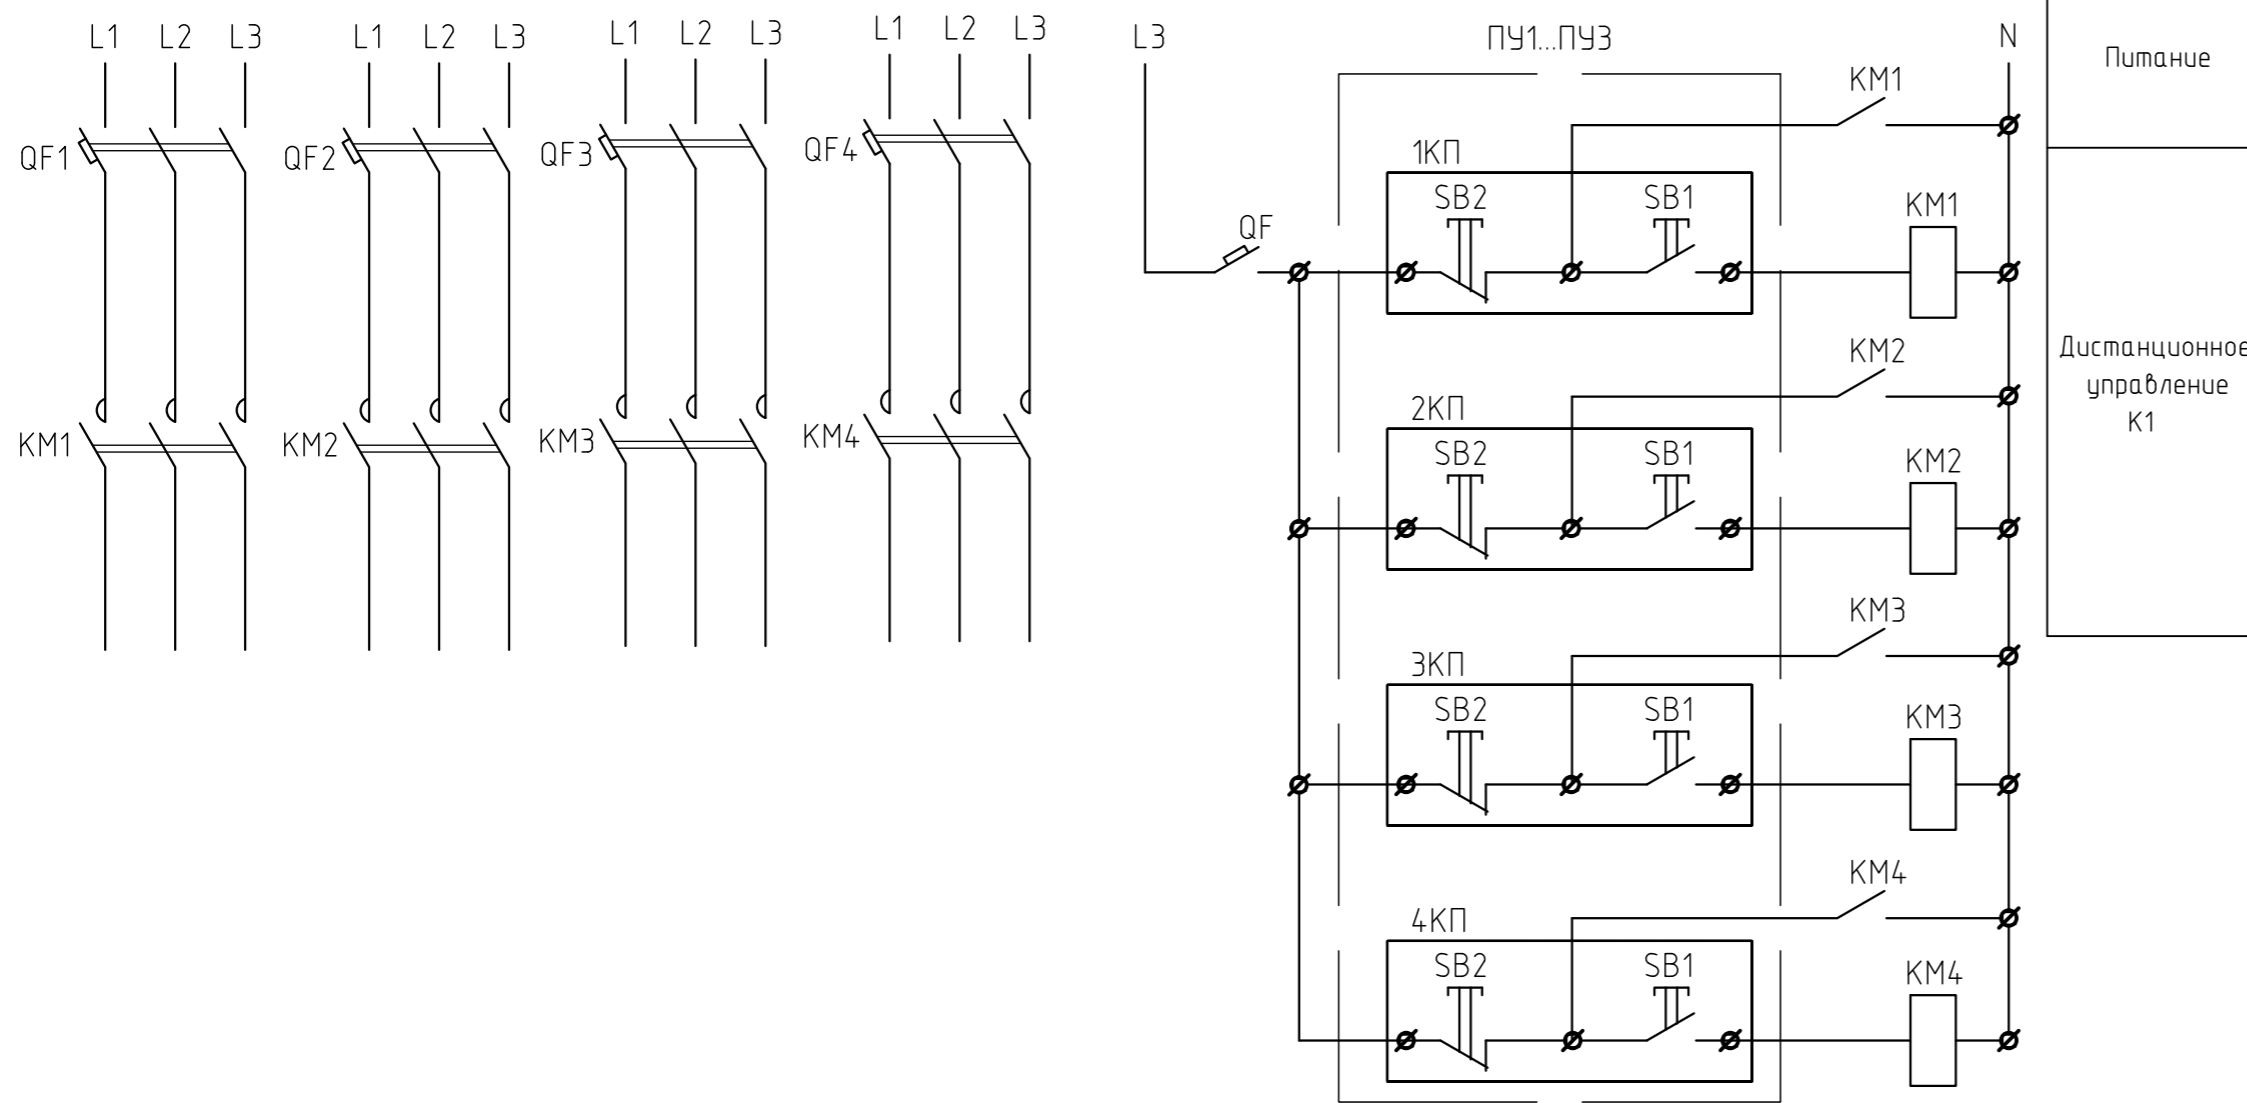 L1 L2 L3
QF1
KM1
L1 L2 L3
QF2
KM2
L1 L2 L3
QF3
KM3
L1 L2 L3
QF4
KM4
L3
QF
ПУ1...ПУ3
N
KM1
1КП
SB2 SB1
KM1
KM2
2КП
SB2 SB1
KM2
KM3
3КП
SB2 SB1
KM3
KM4
4КП
SB2 SB1
KM4
Питание
Дистанционное
управление
К1